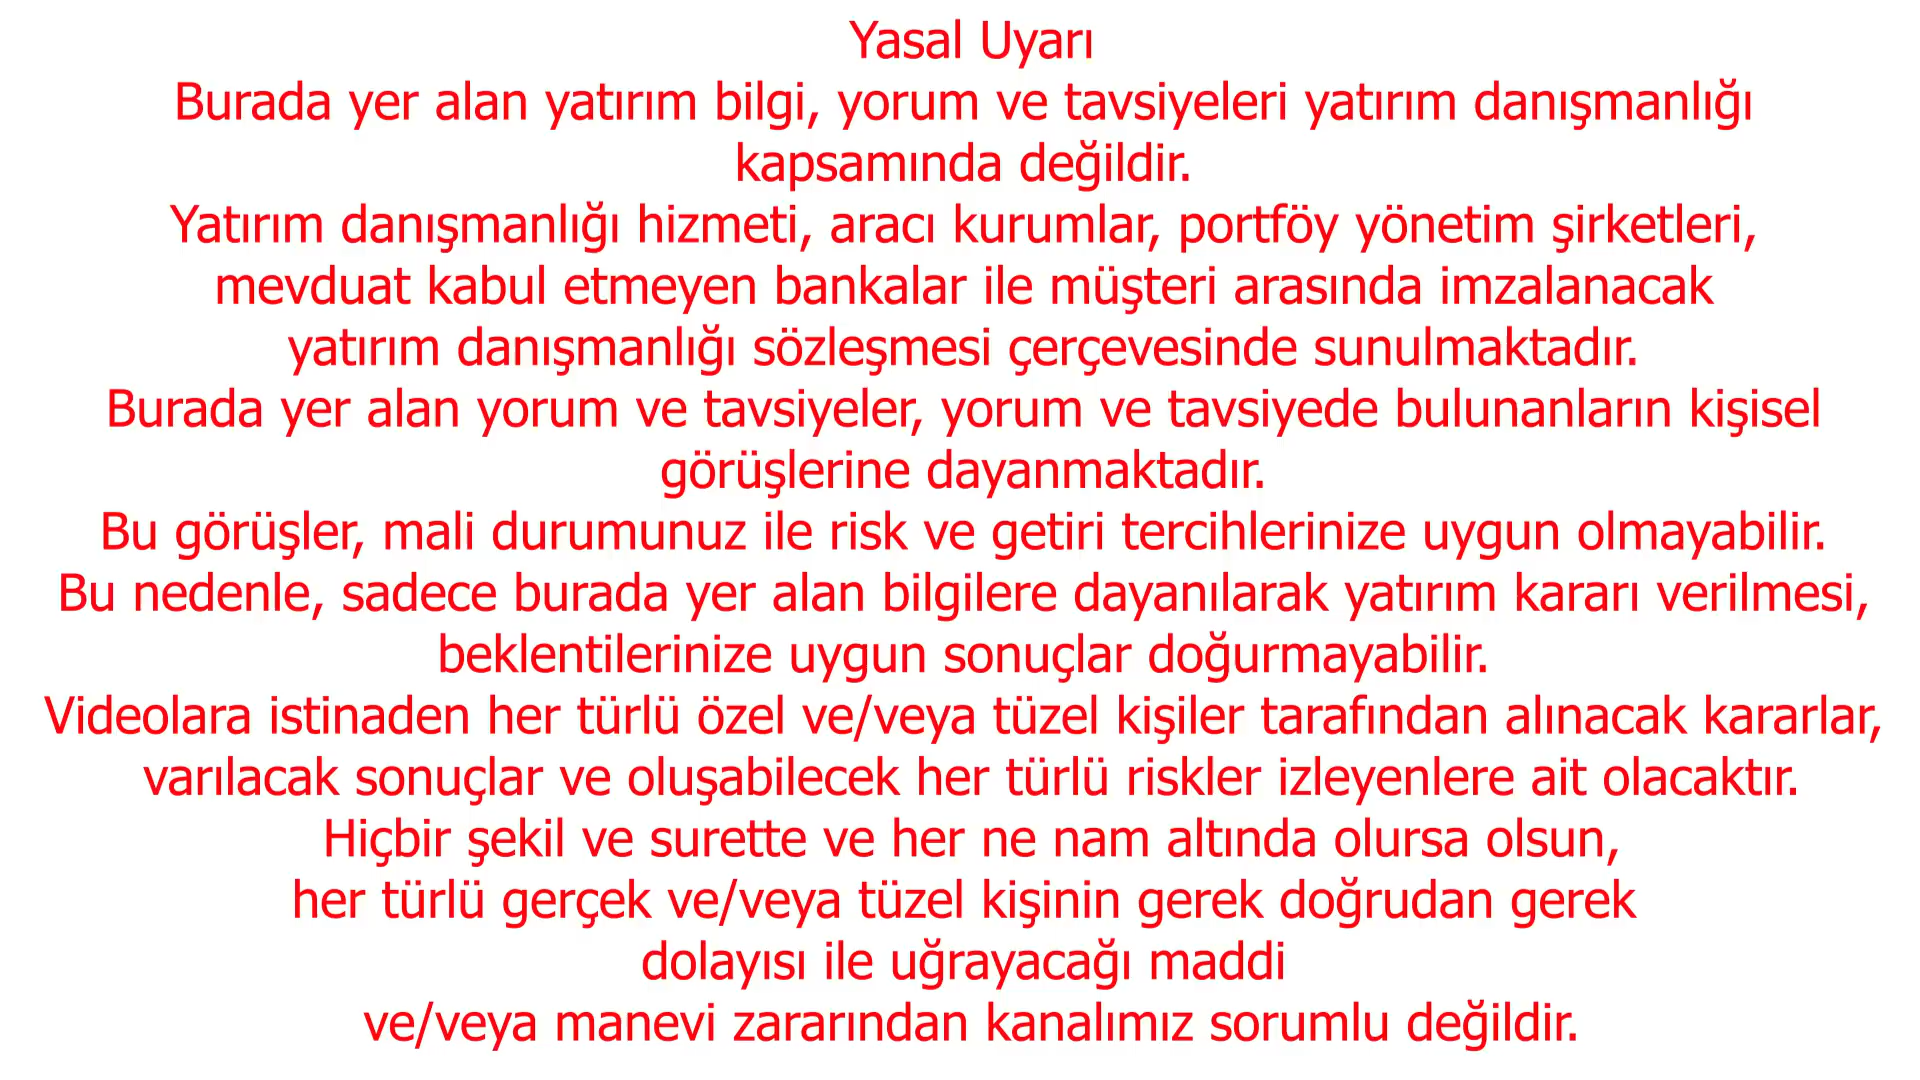 Yasal Uyarı
Burada yer alan yatırım bilgi, yorum ve tavsiyeleri yatırım danışmanlığı
kapsamında değildir.
Yatırım danışmanlığı hizmeti, aracı kurumlar, portföy yönetim şirketleri,
mevduat kabul etmeyen bankalar ile müşteri arasında imzalanacak
yatırım danışmanlığı sözleşmesi çerçevesinde sunulmaktadır.
Burada yer alan yorum ve tavsiyeler, yorum ve tavsiyede bulunanların kişisel
görüşlerine dayanmaktadır.
Bu görüşler, mali durumunuz ile risk ve getiri tercihlerinize uygun olmayabilir.
Bu nedenle, sadece burada yer alan bilgilere dayanılarak yatırım kararı verilmesi,
beklentilerinize uygun sonuçlar doğurmayabilir.
Videolara istinaden her türlü özel ve/veya tüzel kişiler tarafından alınacak kararlar,
varılacak sonuçlar ve oluşabilecek her türlü riskler izleyenlere ait olacaktır.
Hiçbir şekil ve surette ve her ne nam altında olursa olsun,
her türlü gerçek ve/veya tüzel kişinin gerek doğrudan gerek
dolayısı ile uğrayacağı maddi
ve/veya manevi zararından kanalımız sorumlu değildir.